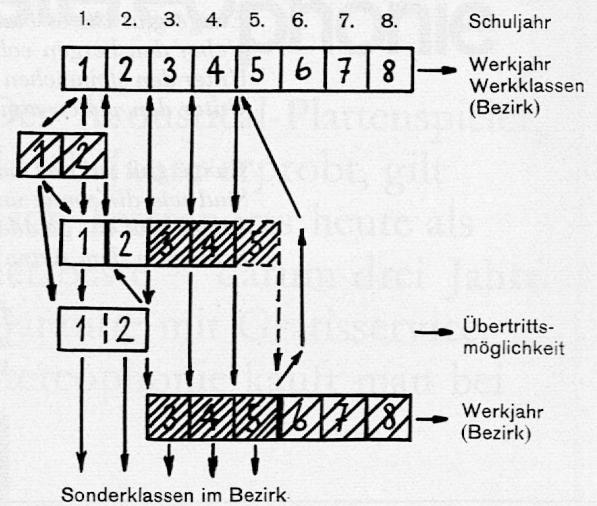 1. 2. 3. 4. 5. 6. 7. 8. Schuljahr
1 2 3 4 5 6 7 8
Werkjahr
Werkklassen
(Bezirk)
1 2
1 2 3 4 5
1 2
Übertritts-
möglichkeit
3 4 5 6 7 8
Werkjahr
(Bezirk)
Sonderklassen im Bezirk